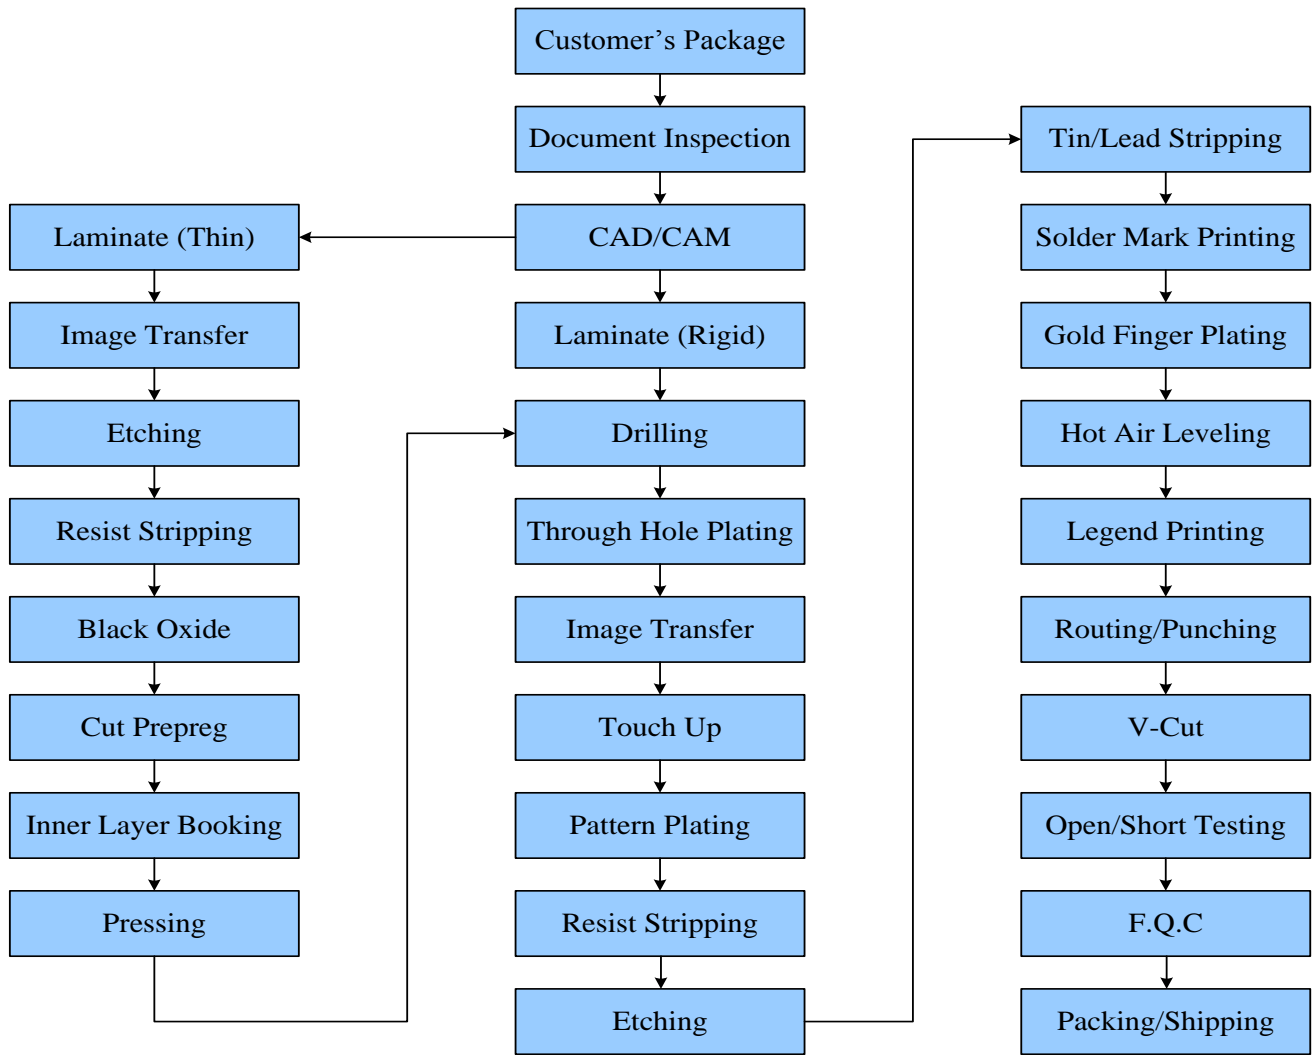 Customer's Package
Document Inspection
CAD/CAM
Laminate (Thin)
Image Transfer
Etching
Resist Stripping
Black Oxide
Cut Prepreg
Inner Layer Booking
Pressing
Laminate (Rigid)
Drilling
Through Hole Plating
Image Transfer
Touch Up
Pattern Plating
Resist Stripping
Etching
Tin/Lead Stripping
Solder Mark Printing
Gold Finger Plating
Hot Air Leveling
Legend Printing
Routing/Punching
V-Cut
Open/Short Testing
F.Q.C
Packing/Shipping